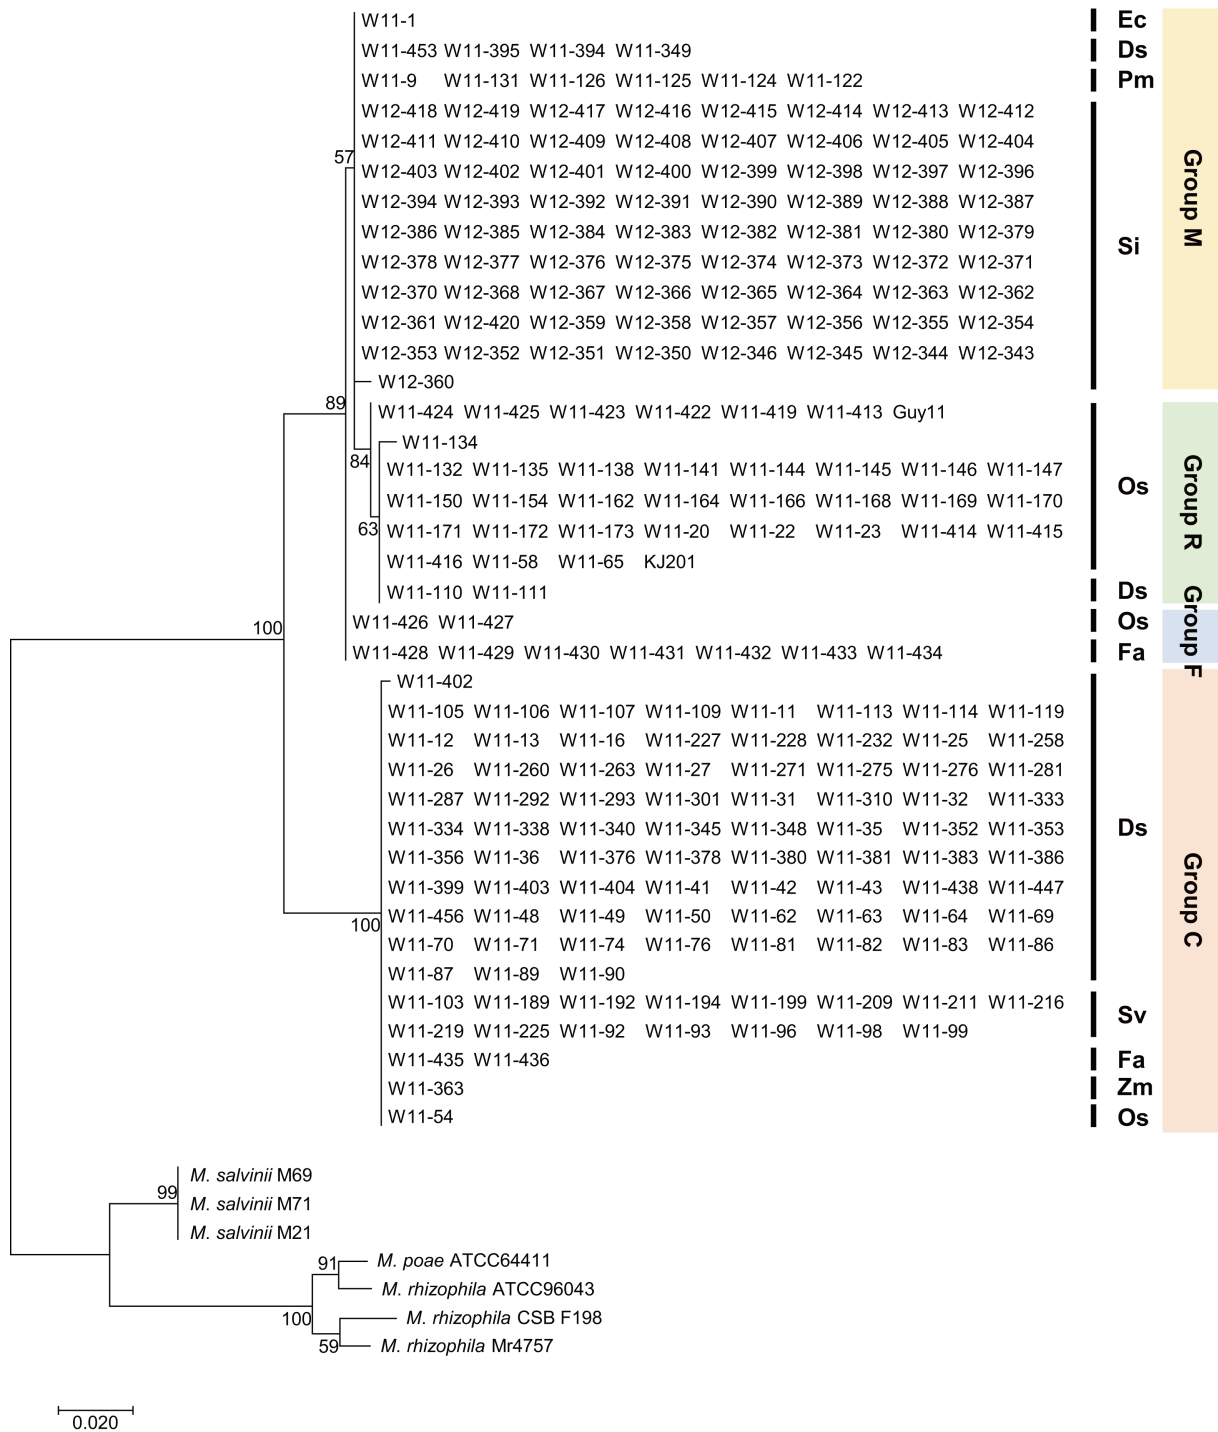 W11-1 Ec
W11-453 W11-395 W11-394 W11-349 Ds
W11-9 W11-131 W11-126 W11-125 W11-124 W11-122 Pm
W12-418 W12-419 W12-417 W12-416 W12-415 W12-414 W12-413 W12-412
W12-411 W12-410 W12-409 W12-408 W12-407 W12-406 W12-405 W12-404
57
W12-403 W12-402 W12-401 W12-400 W12-399 W12-398 W12-397 W12-396
Group M
W12-394 W12-393 W12-392 W12-391 W12-390 W12-389 W12-388 W12-387
W12-386 W12-385 W12-384 W12-383 W12-382 W12-381 W12-380 W12-379
Si
W12-378 W12-377 W12-376 W12-375 W12-374 W12-373 W12-372 W12-371
W12-370 W12-368 W12-367 W12-366 W12-365 W12-364 W12-363 W12-362
W12-361 W12-420 W12-359 W12-358 W12-357 W12-356 W12-355 W12-354
W12-353 W12-352 W12-351 W12-350 W12-346 W12-345 W12-344 W12-343
W12-360
89
W11-424 W11-425 W11-423 W11-422 W11-419 W11-413 Guy11
W11-134
84
W11-132 W11-135 W11-138 W11-141 W11-144 W11-145 W11-146 W11-147
Os
Group R
W11-150 W11-154 W11-162 W11-164 W11-166 W11-168 W11-169 W11-170
63
W11-171 W11-172 W11-173 W11-20 W11-22 W11-23 W11-414 W11-415
W11-416 W11-58 W11-65 KJ201
W11-110 W11-111 Ds
100
W11-426 W11-427 Os
Group F
W11-428 W11-429 W11-430 W11-431 W11-432 W11-433 W11-434 Fa
W11-402
W11-105 W11-106 W11-107 W11-109 W11-11 W11-113 W11-114 W11-119
W11-12 W11-13 W11-16 W11-227 W11-228 W11-232 W11-25 W11-258
W11-26 W11-260 W11-263 W11-27 W11-271 W11-275 W11-276 W11-281
W11-287 W11-292 W11-293 W11-301 W11-31 W11-310 W11-32 W11-333
W11-334 W11-338 W11-340 W11-345 W11-348 W11-35 W11-352 W11-353
Ds
W11-356 W11-36 W11-376 W11-378 W11-380 W11-381 W11-383 W11-386
W11-399 W11-403 W11-404 W11-41 W11-42 W11-43 W11-438 W11-447
Group C
W11-456 W11-48 W11-49 W11-50 W11-62 W11-63 W11-64 W11-69
100
W11-70 W11-71 W11-74 W11-76 W11-81 W11-82 W11-83 W11-86
W11-87 W11-89 W11-90
W11-103 W11-189 W11-192 W11-194 W11-199 W11-209 W11-211 W11-216
Sv
W11-219 W11-225 W11-92 W11-93 W11-96 W11-98 W11-99
W11-435 W11-436 Fa
W11-363 Zm
W11-54 Os
M. salvinii M69
99
M. salvinii M71
M. salvinii M21
M. poae ATCC64411
91
M. rhizophila ATCC96043
100
M. rhizophila CSB F198
59
M. rhizophila Mr4757
0.020